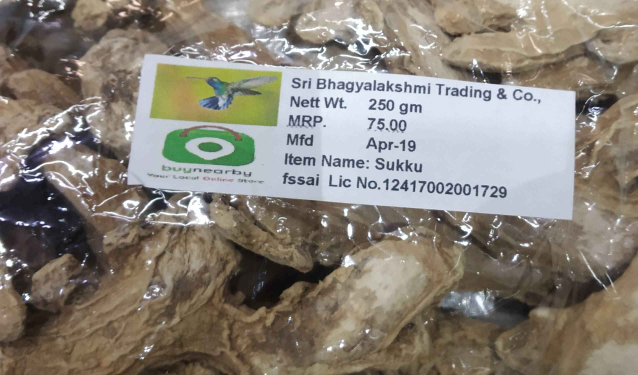 Sri Bhagyalakshmi Trading & Co.,
Nett Wt. 250 gm
MRP. 75.00
Mfd Apr-19
Item Name: Sukku
fssai Lic No.12417002001729
buynearby
Your Local Online Store